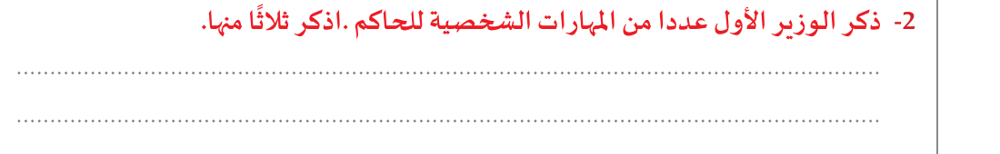 2- ذكر الوزير الأول عددا من المهارات الشخصية للحاكم .اذكر ثلاثًا منها.